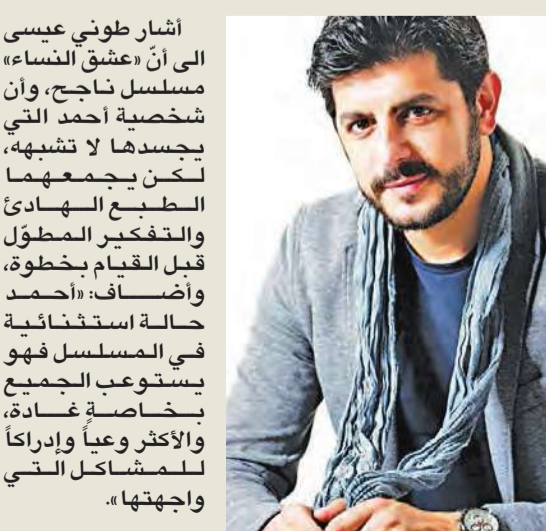 أشار طوني عيسى
الى أنّ «عشق النساء»
مسلسل ناجح، وأن
شخصية أحمد التي
يجسدها لا تشبهه،
لكن يجمعهما
الطبع الهادئ
والتفكير المطوّل
قبل القيام بخطوة،
وأضاف: «أحمد
حالة استثنائية
في المسلسل فهو
يستوعب الجميع
بخاصةٍ غادة،
والأكثر وعياً وإدراكاً
للمشاكل التي
واجهتها».